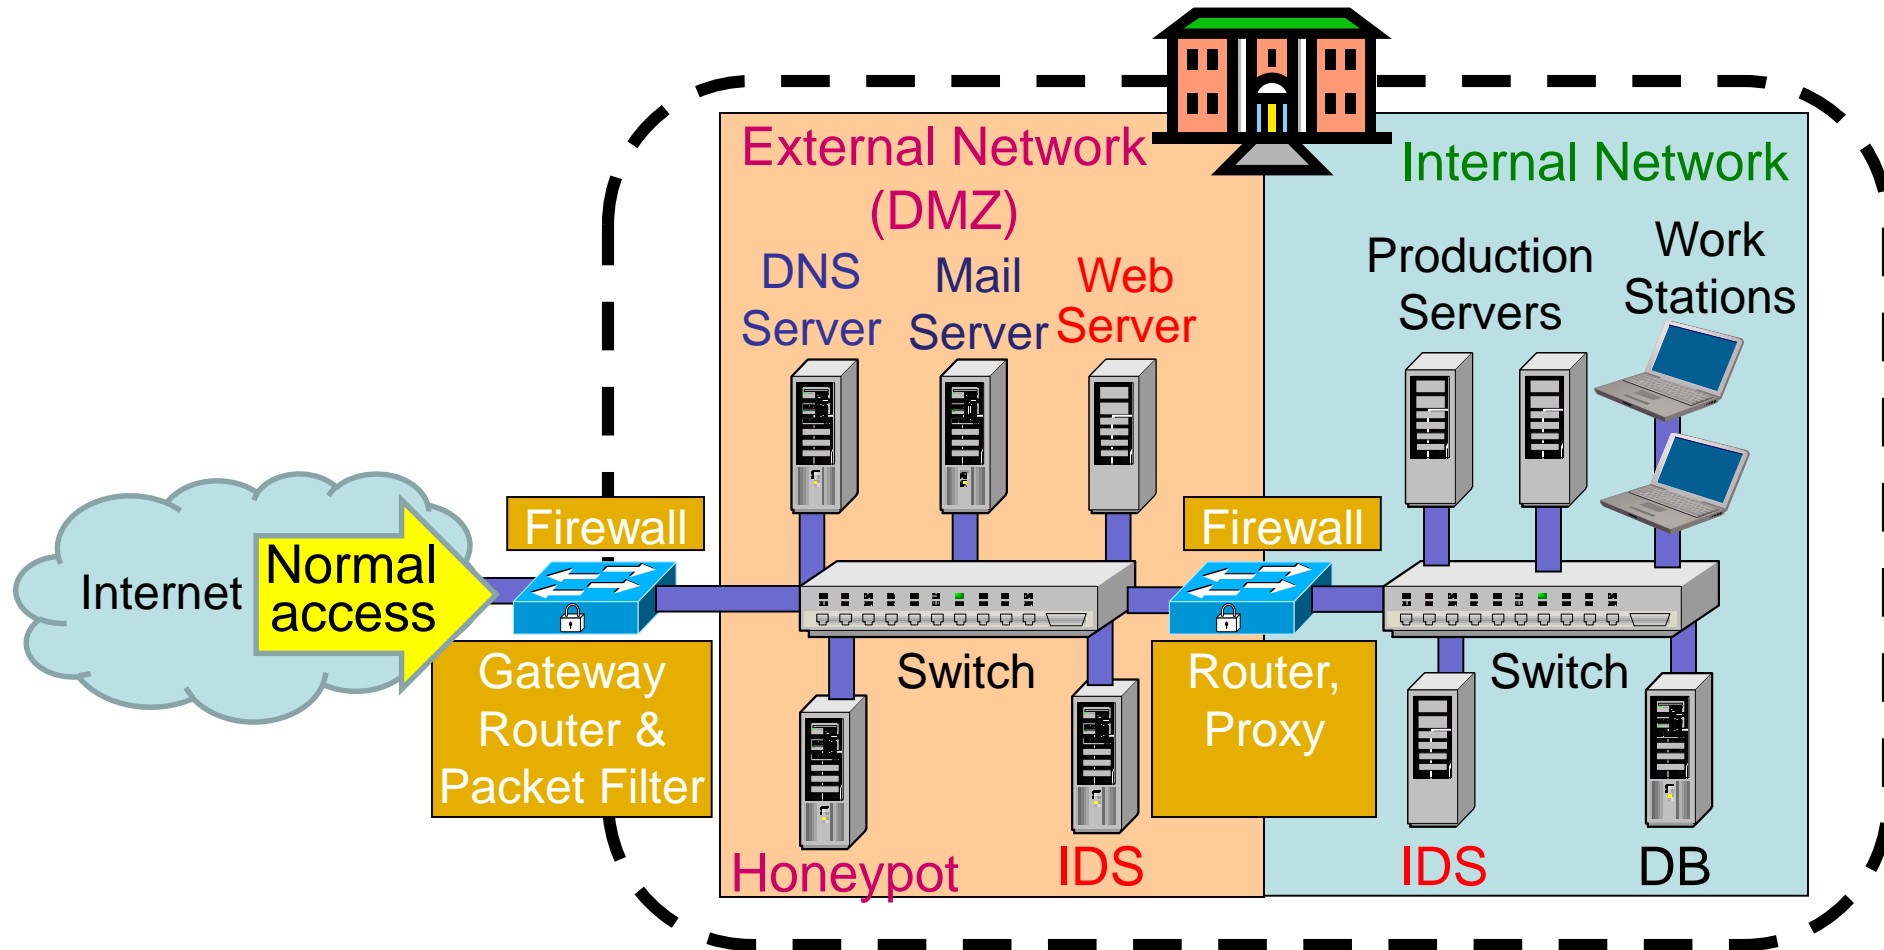 External Network
(DMZ)
Internal Network
DNS
Server
Mail
Server
Web
Server
Production
Servers
Work
Stations
Internet
Normal
access
Firewall
Firewall
Gateway
Router &
Packet Filter
Switch
Router,
Proxy
Switch
Honeypot
IDS
IDS
DB